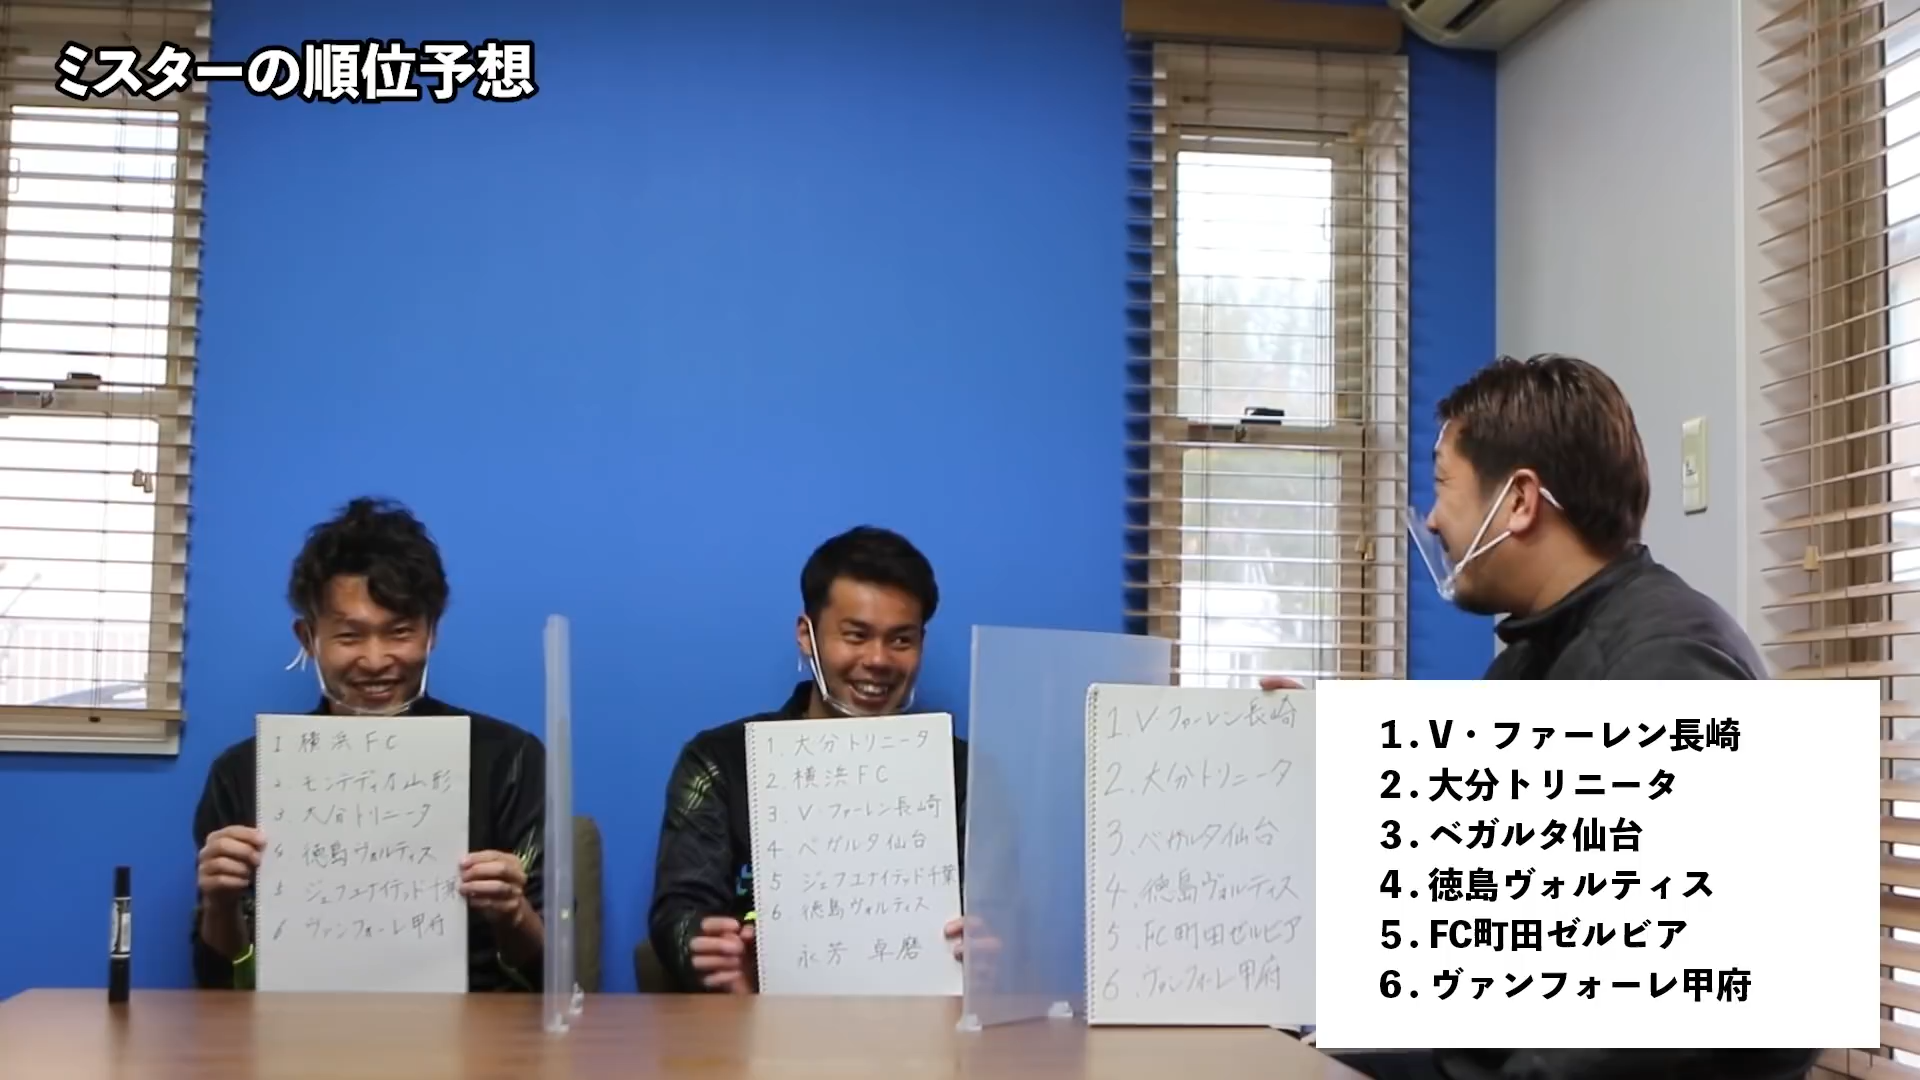 ミスターの順位予想
1 横浜FC
2. モンテディオ山形
3. 大分トリニータ
4 徳島ヴォルティス
5 ジェフユナイテッド千葉
6 ヴァンフォーレ甲府
1. 大分トリニータ
2. 横浜FC
3. V・ファーレン長崎
4. ベガルタ仙台
5 ジェフユナイテッド千葉
6 徳島ヴォルティス
永芳 卓磨
1. V・ファーレン長崎
2. 大分トリニータ
3. ベガルタ仙台
4. 徳島ヴォルティス
5. FC町田ゼルビア
6. ヴァンフォーレ甲府
1. V・ファーレン長崎
2. 大分トリニータ
3. ベガルタ仙台
4. 徳島ヴォルティス
5. FC町田ゼルビア
6. ヴァンフォーレ甲府